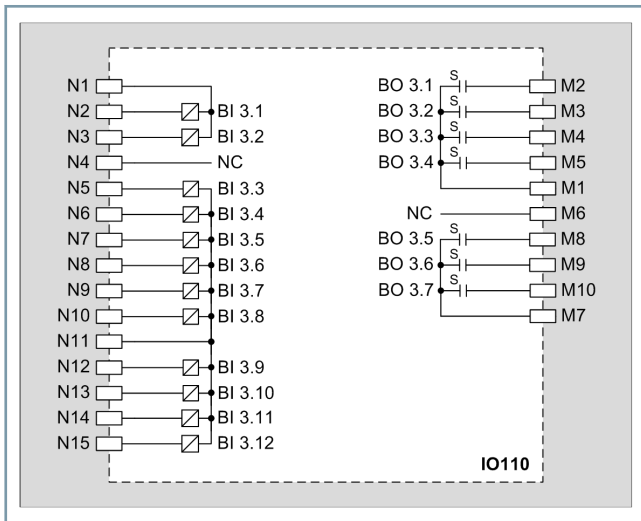 N1 BO 3.1 S M2
N2 BI 3.1 BO 3.2 S M3
N3 BI 3.2 BO 3.3 S M4
N4 NC BO 3.4 S M5
N5 BI 3.3 M1
N6 BI 3.4 NC M6
N7 BI 3.5 BO 3.5 S M8
N8 BI 3.6 BO 3.6 S M9
N9 BI 3.7 BO 3.7 S M10
N10 BI 3.8 M7
N11
N12 BI 3.9
N13 BI 3.10
N14 BI 3.11
N15 BI 3.12
IO110